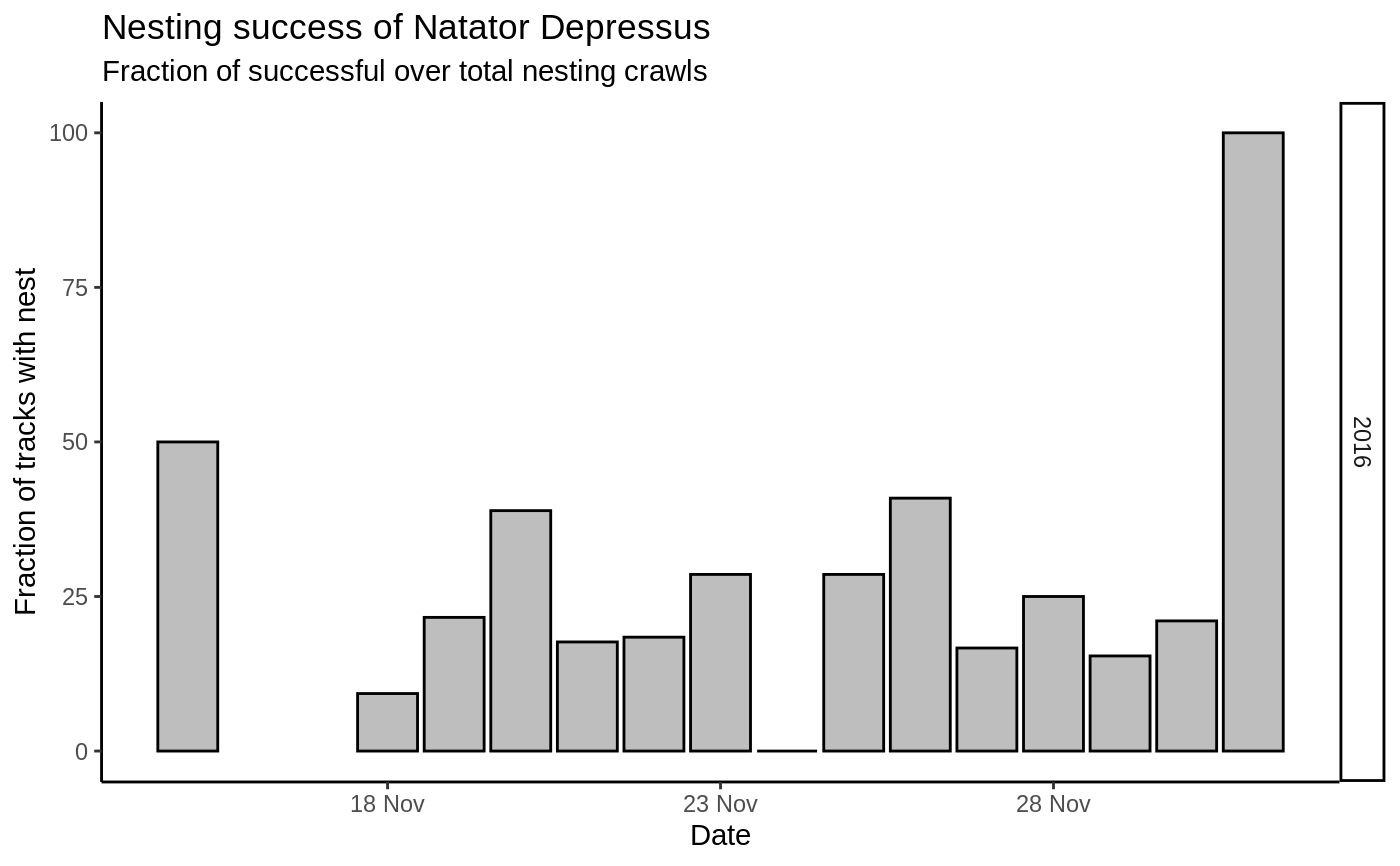 Nesting success of Natator Depressus
Fraction of successful over total nesting crawls
Fraction of tracks with nest
100
75
50
25
0
2016
18 Nov
23 Nov
28 Nov
Date